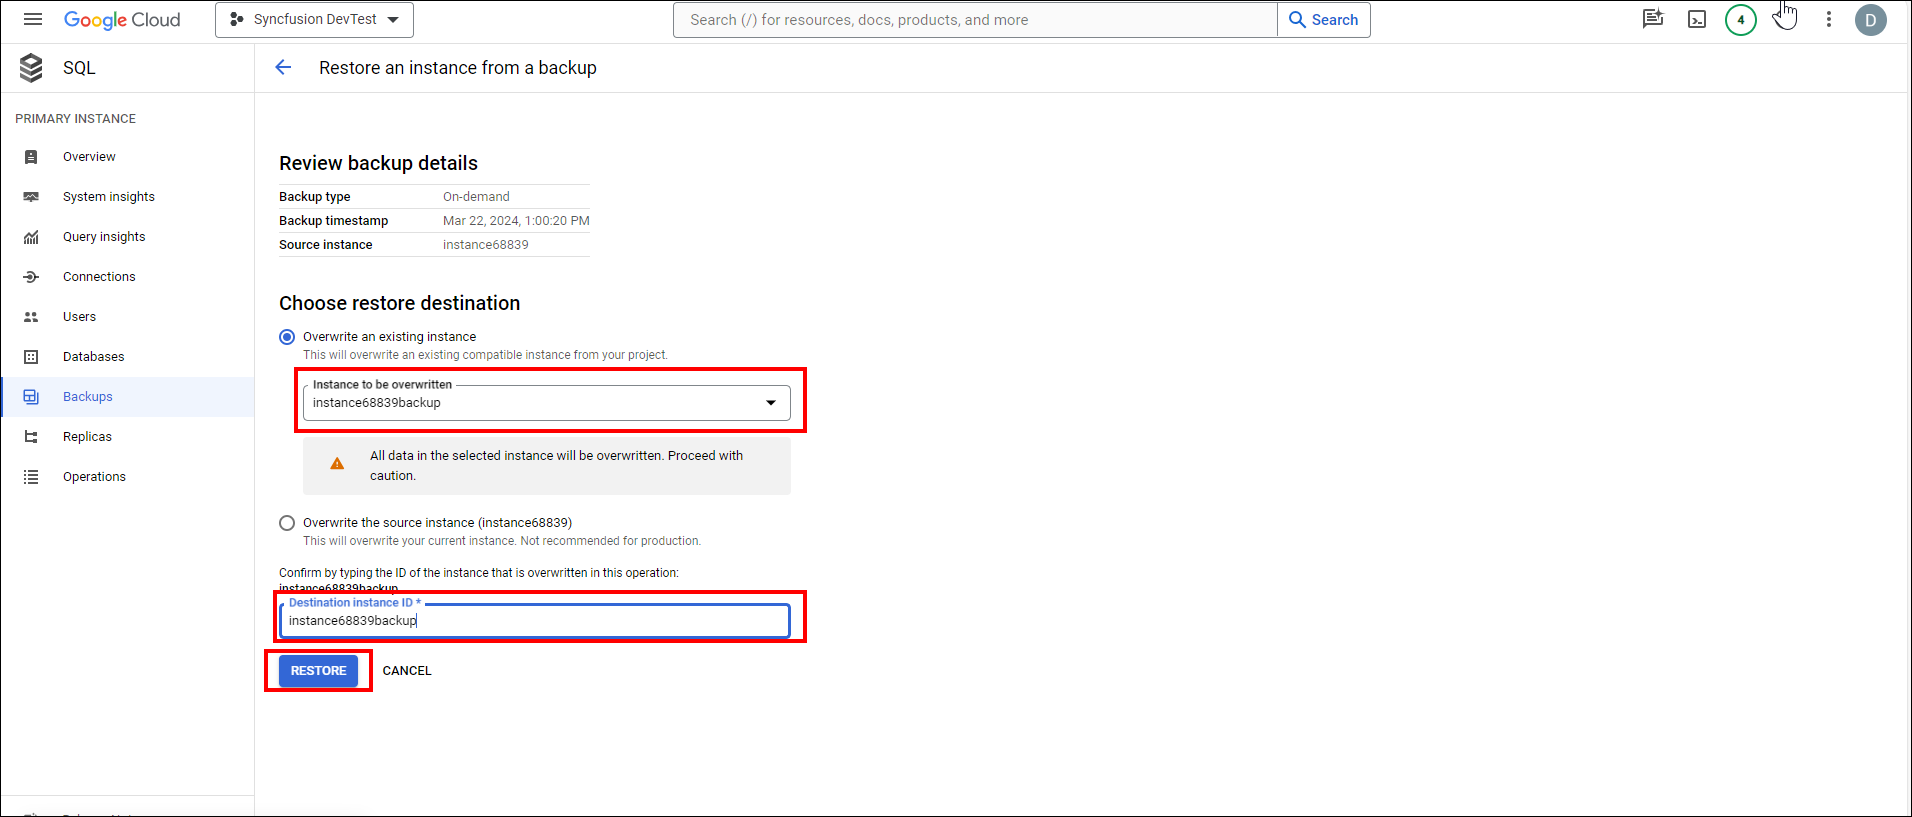 Google Cloud
Syncfusion DevTest
Search (/) for resources, docs, products, and more
Search
4
D
SQL
Restore an instance from a backup
PRIMARY INSTANCE
Overview
System insights
Query insights
Connections
Users
Databases
Backups
Replicas
Operations
Review backup details
Backup type On-demand
Backup timestamp Mar 22, 2024, 1:00:20 PM
Source instance instance68839
Choose restore destination
Overwrite an existing instance
This will overwrite an existing compatible instance from your project.
Instance to be overwritten
instance68839backup
All data in the selected instance will be overwritten. Proceed with
caution.
Overwrite the source instance (instance68839)
This will overwrite your current instance. Not recommended for production.
Confirm by typing the ID of the instance that is overwritten in this operation:
instance68839backup
Destination instance ID *
instance68839backup
RESTORE
CANCEL